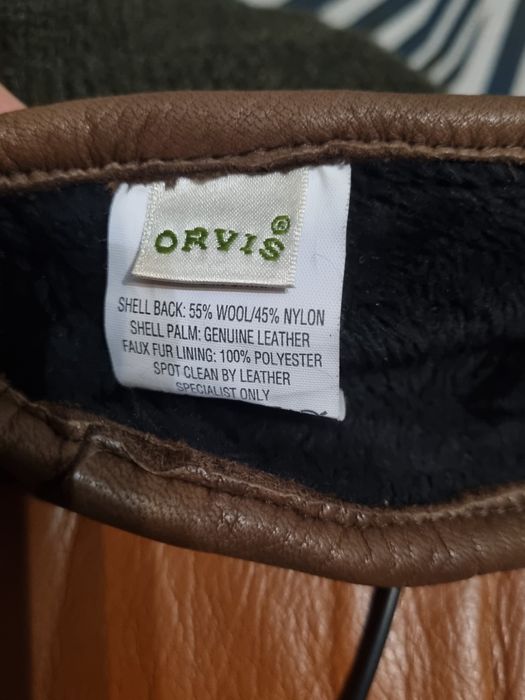 ORVIS®
SHELL BACK: 55% WOOL/45% NYLON
SHELL PALM: GENUINE LEATHER
FAUX FUR LINING: 100% POLYESTER
SPOT CLEAN BY LEATHER
SPECIALIST ONLY